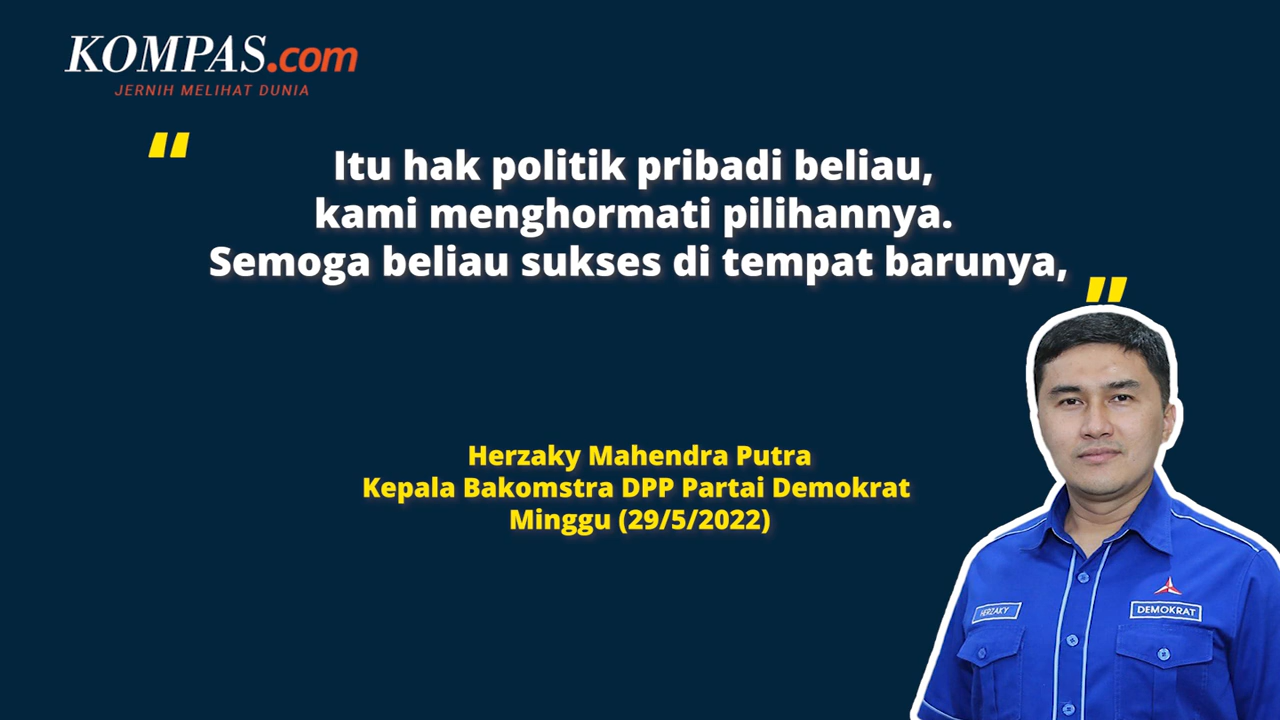 KOMPAS.com
JERNIH MELIHAT DUNIA
“
Itu hak politik pribadi beliau,
kami menghormati pilihannya.
Semoga beliau sukses di tempat barunya,
”
Herzaky Mahendra Putra
Kepala Bakomstra DPP Partai Demokrat
Minggu (29/5/2022)
HERZAKY
DEMOKRAT